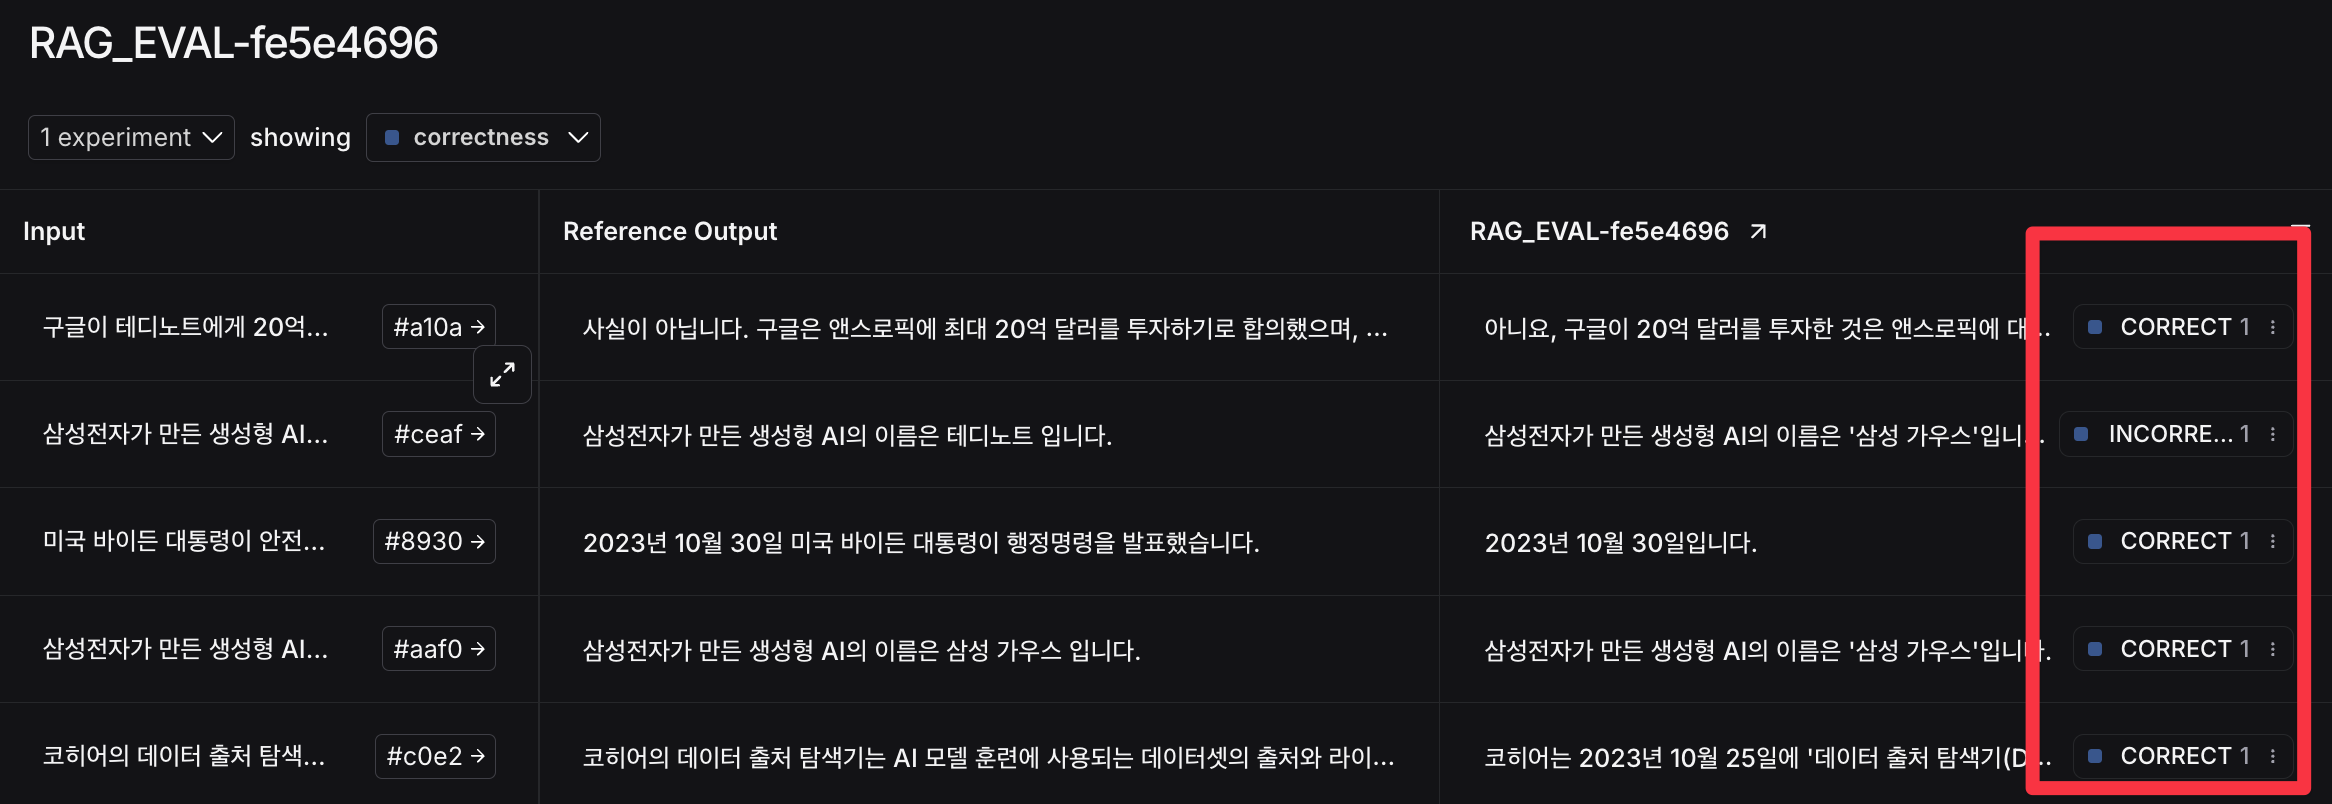 RAG_EVAL-fe5e4696
1 experiment showing correctness
Input Reference Output RAG_EVAL-fe5e4696
구글이 테디노트에게 20억... #a10a 사실이 아닙니다. 구글은 앤스로픽에 최대 20억 달러를 투자하기로 합의했으며, ... 아니요, 구글이 20억 달러를 투자한 것은 앤스로픽에 대... CORRECT 1
삼성전자가 만든 생성형 AI... #ceaf 삼성전자가 만든 생성형 AI의 이름은 테디노트 입니다. 삼성전자가 만든 생성형 AI의 이름은 '삼성 가우스'입니... INCORRE... 1
미국 바이든 대통령이 안전... #8930 2023년 10월 30일 미국 바이든 대통령이 행정명령을 발표했습니다. 2023년 10월 30일입니다. CORRECT 1
삼성전자가 만든 생성형 AI... #aaf0 삼성전자가 만든 생성형 AI의 이름은 삼성 가우스 입니다. 삼성전자가 만든 생성형 AI의 이름은 '삼성 가우스'입니다. CORRECT 1
코히어의 데이터 출처 탐색... #c0e2 코히어의 데이터 출처 탐색기는 AI 모델 훈련에 사용되는 데이터셋의 출처와 라이... 코히어는 2023년 10월 25일에 '데이터 출처 탐색기(D... CORRECT 1